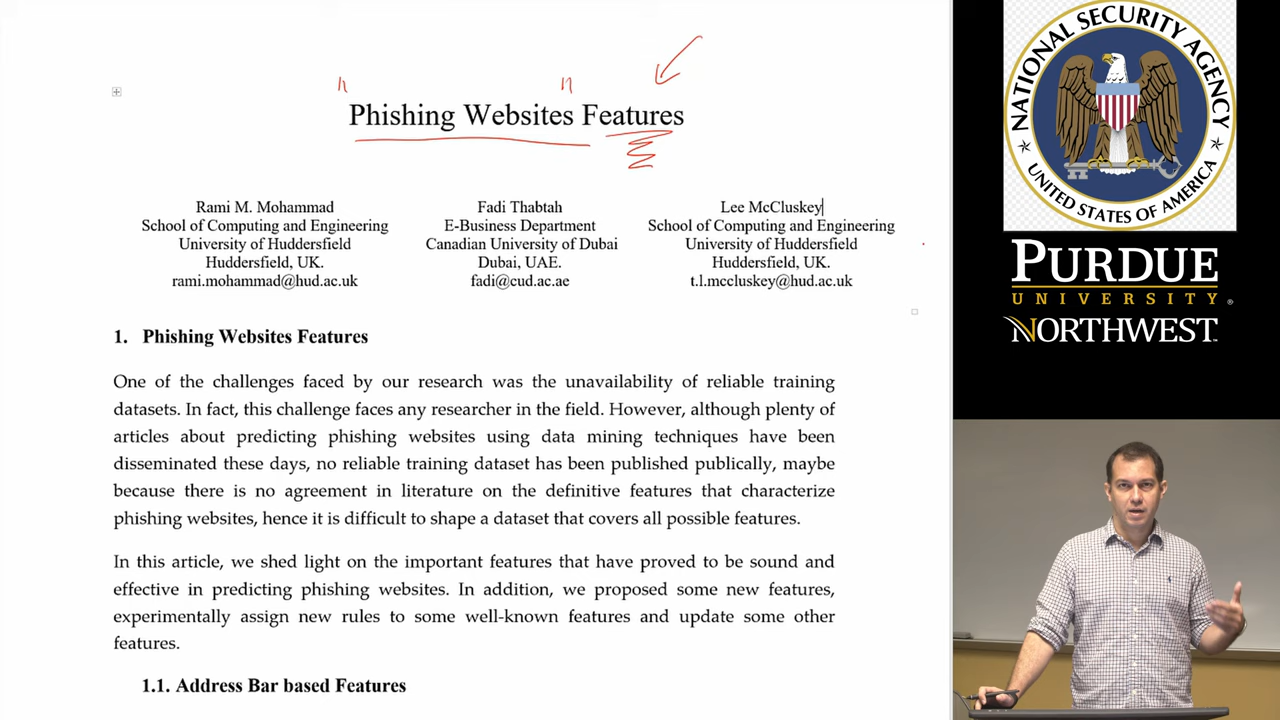 Phishing Websites Features
Rami M. Mohammad
School of Computing and Engineering
University of Huddersfield
Huddersfield, UK.
rami.mohammad@hud.ac.uk
Fadi Thabtah
E-Business Department
Canadian University of Dubai
Dubai, UAE.
fadi@cud.ac.ae
Lee McCluskey
School of Computing and Engineering
University of Huddersfield
Huddersfield, UK.
t.l.mccluskey@hud.ac.uk
1. Phishing Websites Features
One of the challenges faced by our research was the unavailability of reliable training
datasets. In fact, this challenge faces any researcher in the field. However, although plenty of
articles about predicting phishing websites using data mining techniques have been
disseminated these days, no reliable training dataset has been published publically, maybe
because there is no agreement in literature on the definitive features that characterize
phishing websites, hence it is difficult to shape a dataset that covers all possible features.
In this article, we shed light on the important features that have proved to be sound and
effective in predicting phishing websites. In addition, we proposed some new features,
experimentally assign new rules to some well-known features and update some other
features.
1.1. Address Bar based Features
NATIONAL SECURITY AGENCY
UNITED STATES OF AMERICA
PURDUE
UNIVERSITY®
NORTHWEST™